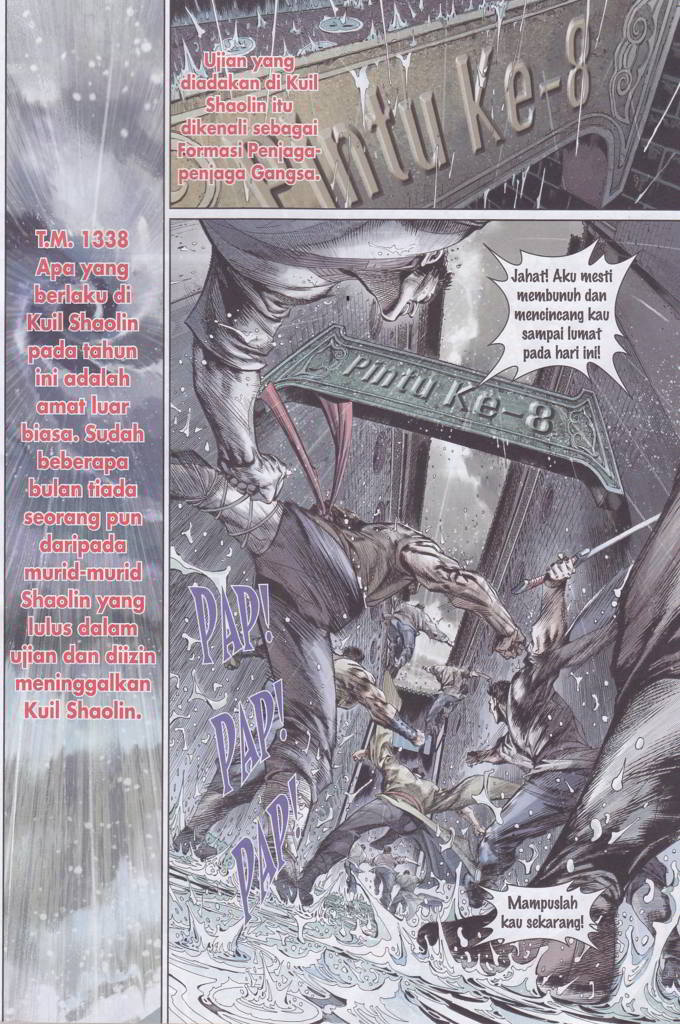 T.M. 1338
Apa yang
berlaku di
Kuil Shaolin
pada tahun
ini adalah
amat luar
biasa. Sudah
beberapa
bulan tiada
seorang pun
daripada
murid-murid
Shaolin yang
lulus dalam
ujian dan diizin
meninggalkan
Kuil Shaolin.
Ujian yang
diadakan di Kuil
Shaolin itu
dikenali sebagai
Formasi Penjaga-
penjaga Gangsa.
Pintu Ke-8
Jahat! Aku mesti
membunuh dan
mencincang kau
sampai lumat
pada hari ini!
Pintu Ke-8
PAP!
PAP!
PAP!
Mampuslah
kau sekarang!